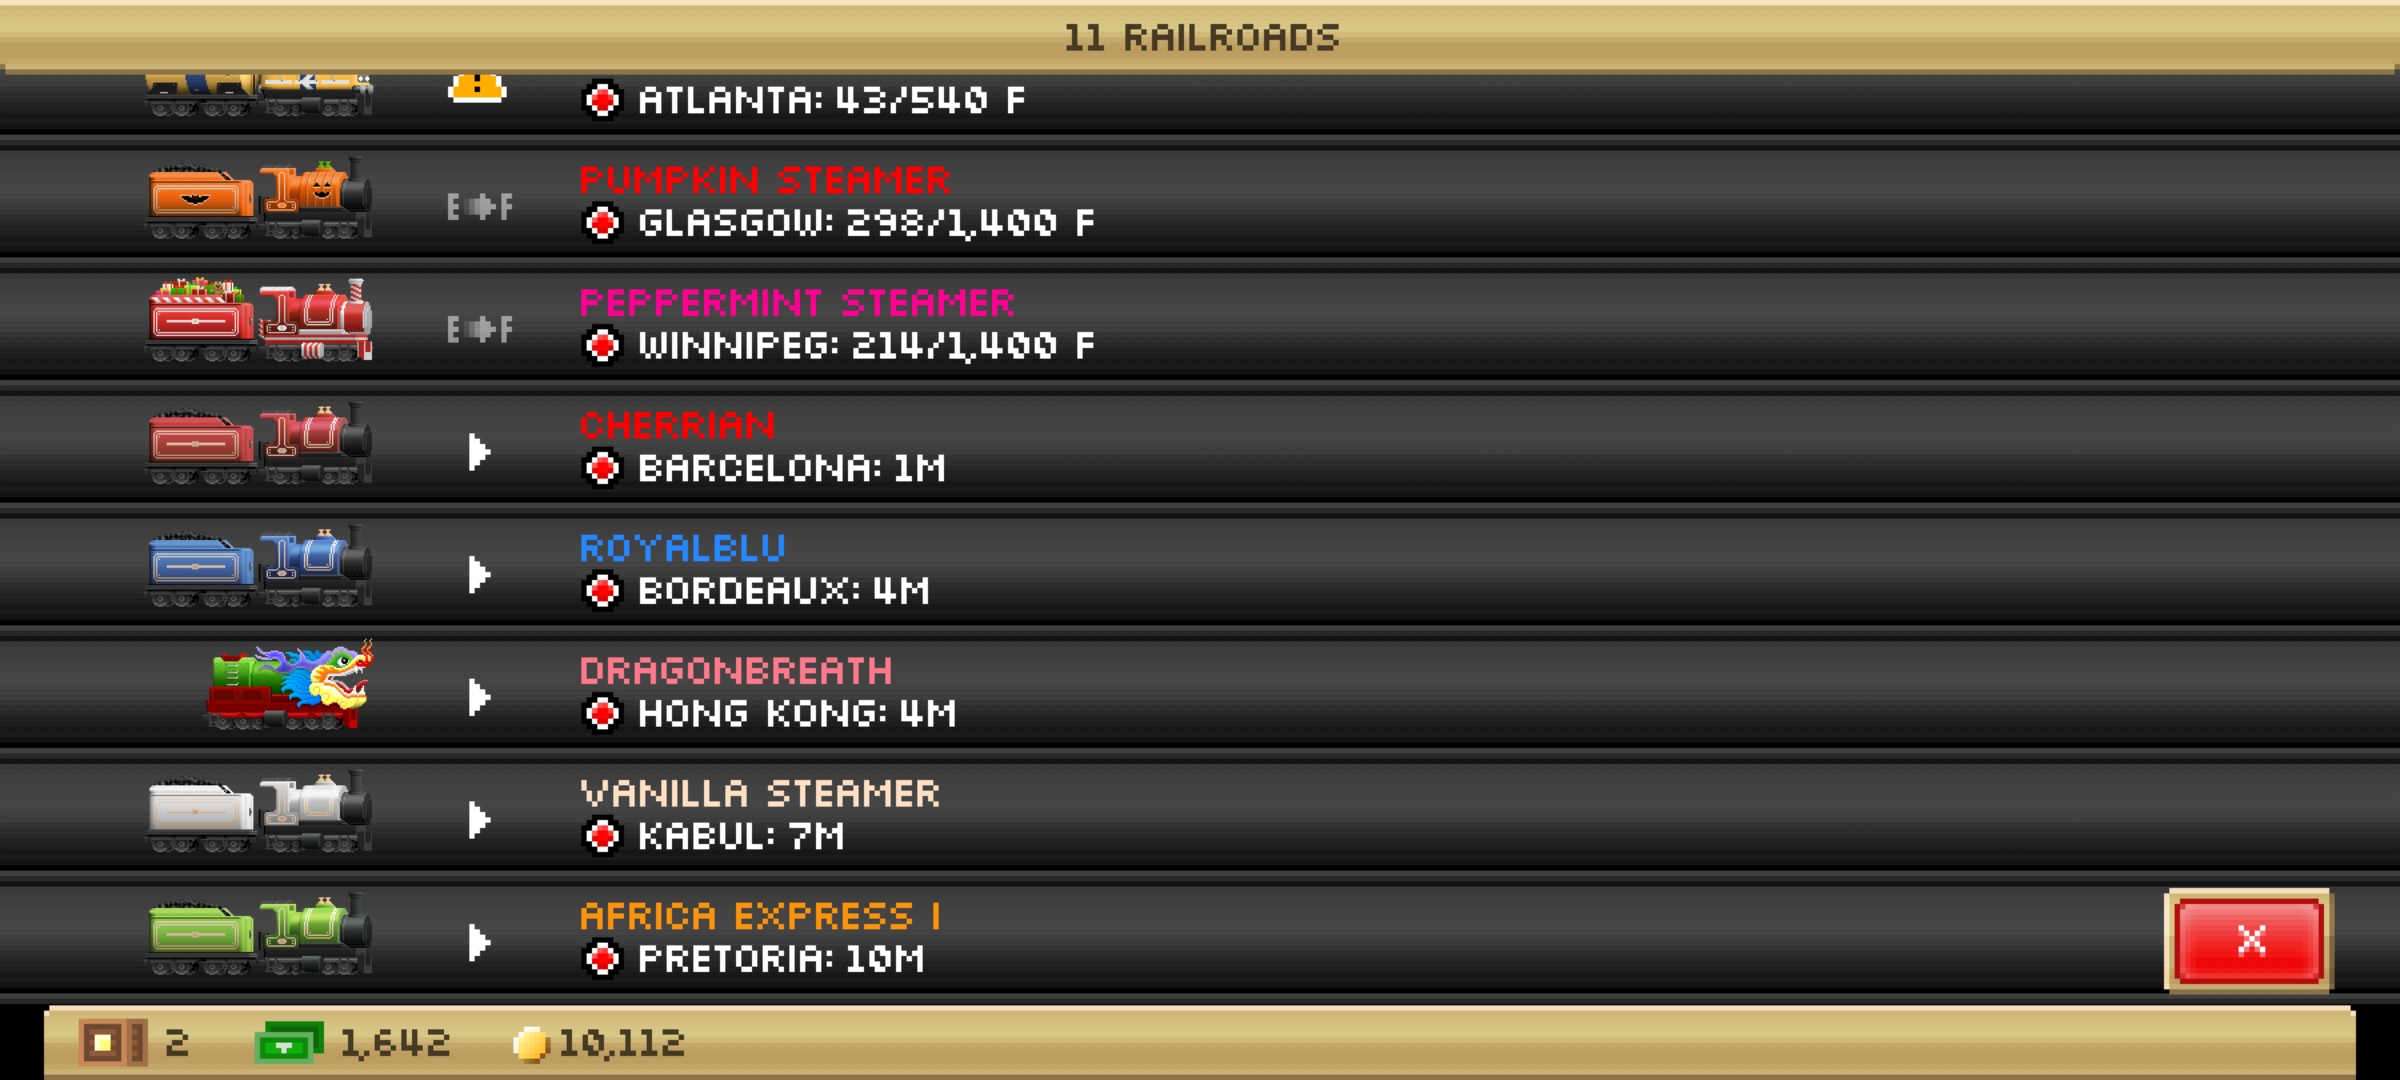 11 RAILROADS
ATLANTA: 43/540 F
PUMPKIN STEAMER
E F
GLASGOW: 298/1,400 F
PEPPERMINT STEAMER
E F
WINNIPEG: 214/1,400 F
CHERRIAN
BARCELONA: 1M
ROYALBLU
BORDEAUX: 4M
DRAGONBREATH
HONG KONG: 4M
VANILLA STEAMER
KABUL: 7M
AFRICA EXPRESS I
PRETORIA: 10M
X
2 1,642 10,112